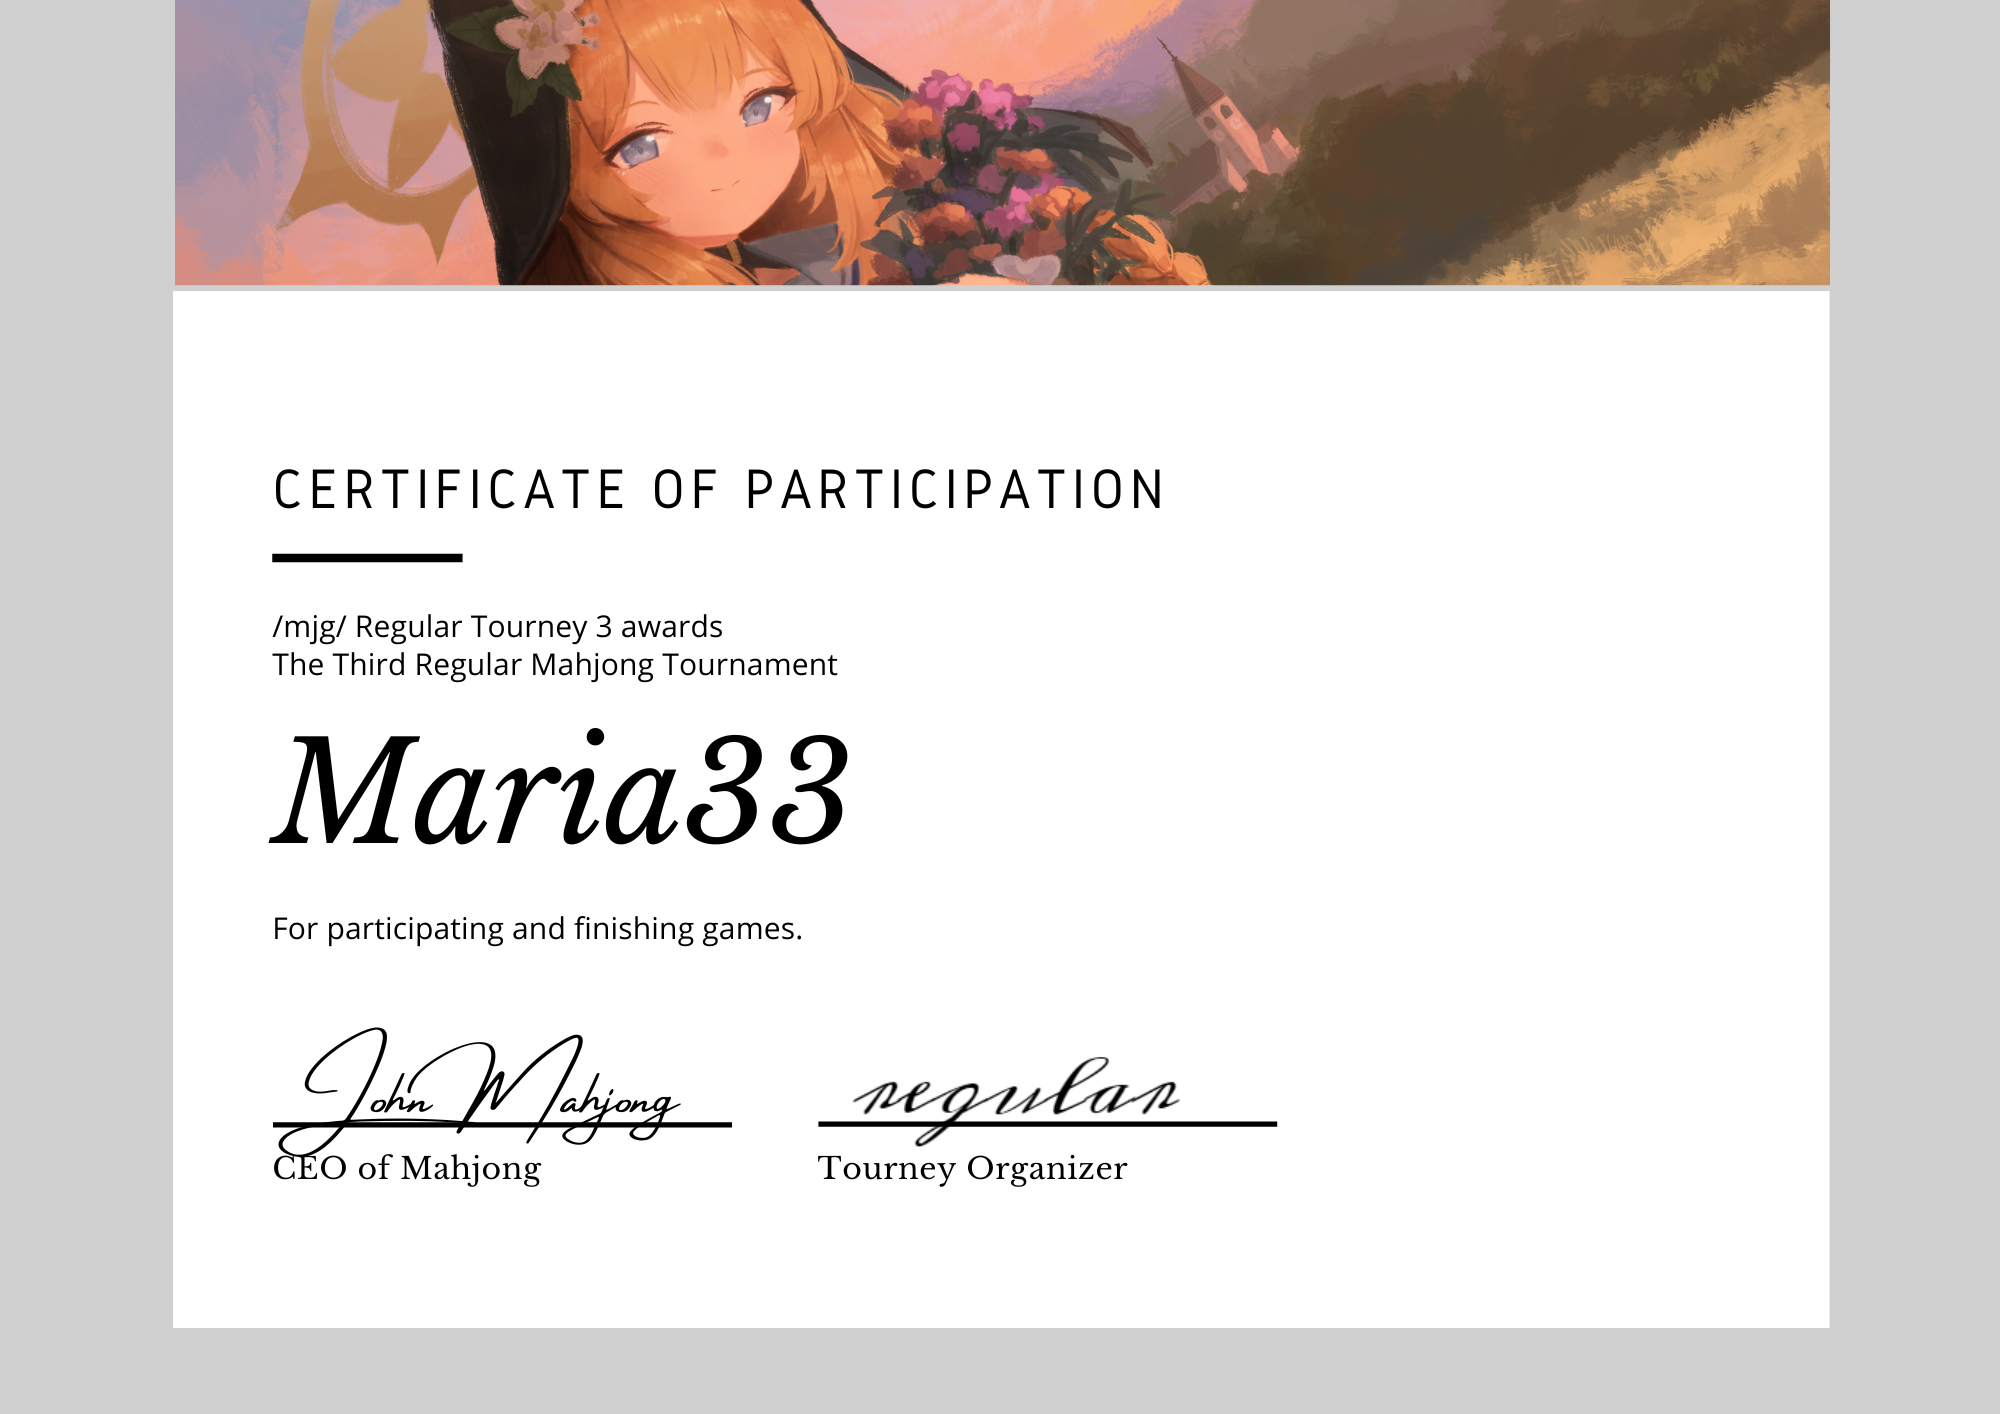 CERTIFICATE OF PARTICIPATION
/mjg/ Regular Tourney 3 awards
The Third Regular Mahjong Tournament
Maria33
For participating and finishing games.
John Mahjong
CEO of Mahjong
regular
Tourney Organizer